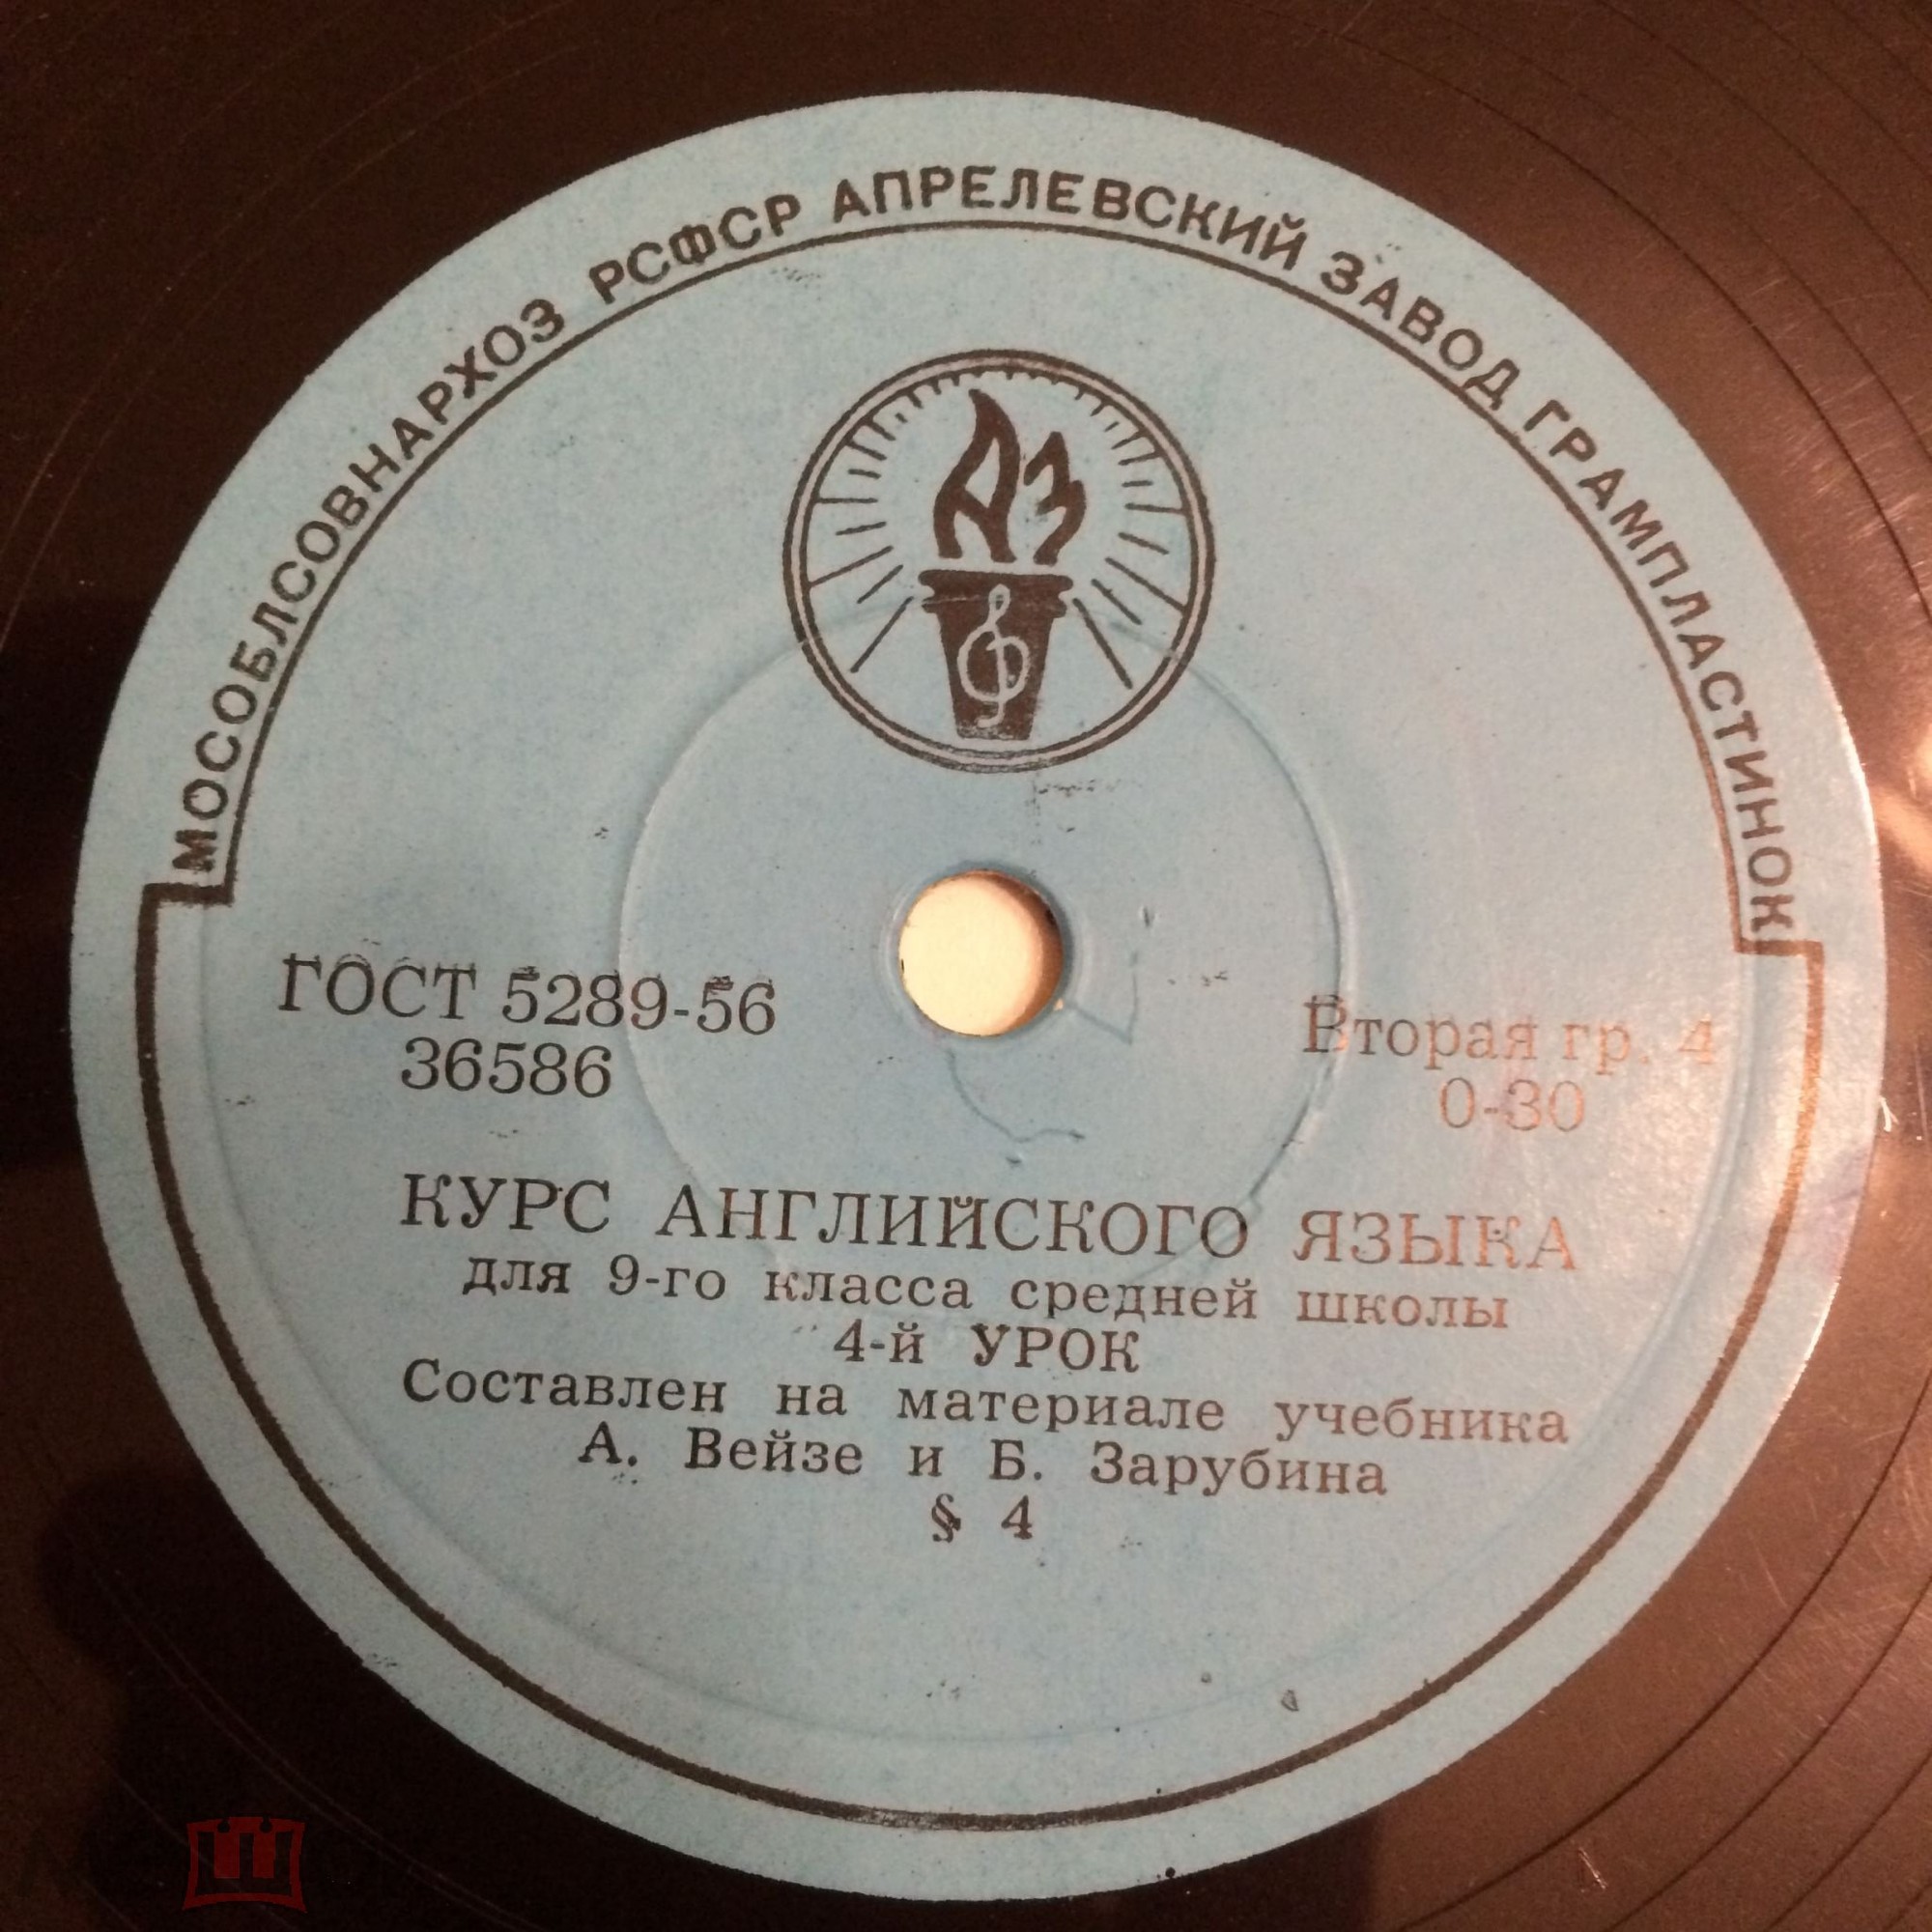 МОСОБЛСОВНАРХОЗ РСФСР АПРЕЛЕВСКИЙ ЗАВОД ГРАМПЛАСТИНОК
АЗ
ГОСТ 5289-56
36586
Вторая гр. 4
0-30
КУРС АНГЛИЙСКОГО ЯЗЫКА
для 9-го класса средней школы
4-й УРОК
Составлен на материале учебника
А. Вейзе и Б. Зарубина
§ 4